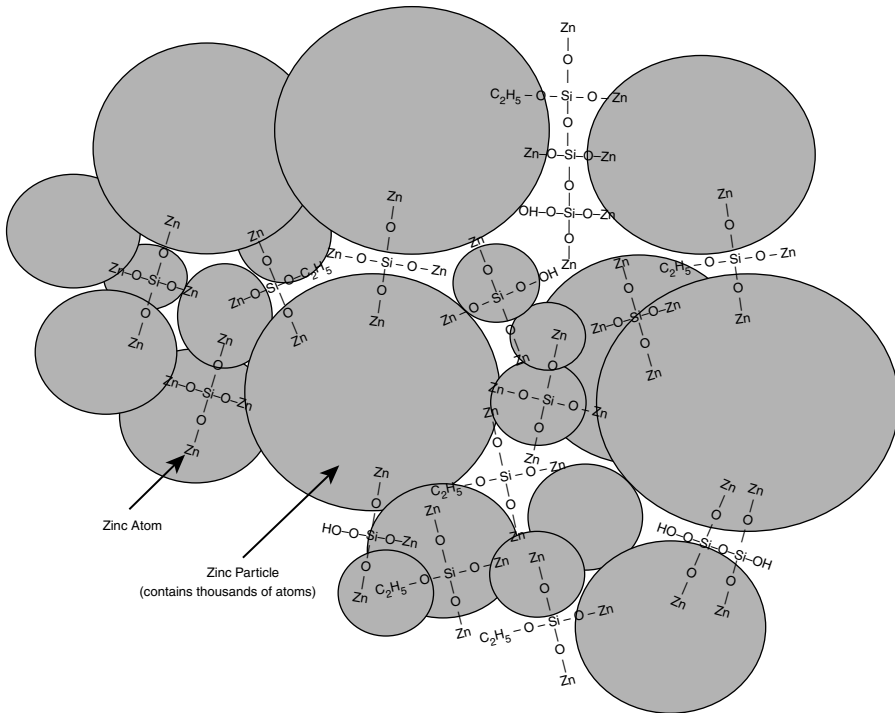 Zn
O
C2H5–O–Si–O–Zn
O
Zn–O–Si–O–Zn
O
OH–O–Si–O–Zn
O
Zn
Zn
O
Zn–O–Si–O–Zn
O
Zn
Zn
O
Zn–O–Si–O–C2H5
O
Zn
Zn
O
Zn–O–Si–O–Zn
O
Zn
Zn
O
Zn–O–Si–O–OH
O
Zn
Zn
O
Zn–O–Si–O–Zn
O
Zn
Zn
O
C2H5–O–Si–O–Zn
O
Zn
Zn
O
Zn–O–Si–O–Zn
O
Zn
Zn
O
Zn–O–Si–O–Zn
O
Zn
Zn
O
C2H5–O–Si–O–Zn
O
Zn
Zn
O
HO–O–Si–O–Zn
O
Zn
Zn
O
C2H5–O–Si–O–Zn
O
Zn
Zn
O
C2H5–O–Si–O–Zn
O
Zn
Zn Zn
O O
HO–O–Si–O–Si–OH
O O
Zn Zn
Zinc Atom
Zinc Particle
(contains thousands of atoms)